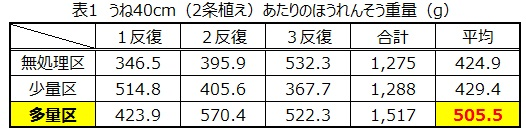 表1 うね40cm（2条植え）あたりのほうれんそう重量（g）
1反復 2反復 3反復 合計 平均
無処理区 346.5 395.9 532.3 1,275 424.9
少量区 514.8 405.6 367.7 1,288 429.4
多量区 423.9 570.4 522.3 1,517 505.5